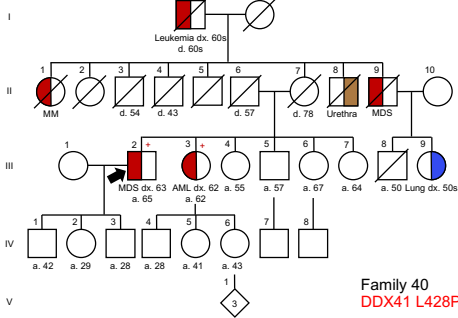 I
Leukemia dx. 60s
d. 60s
II
1 2 3 4 5 6 7 8 9 10
MM d. 54 d. 43 d. 57 d. 78 Urethra MDS
III
1 2 + 3 + 4 5 6 7 8 9
MDS dx. 63 AML dx. 62 a. 55 a. 57 a. 67 a. 64 a. 50 Lung dx. 50s
a. 65 a. 62
IV
1 2 3 4 5 6 7 8
a. 42 a. 29 a. 28 a. 28 a. 41 a. 43
V
1
3
Family 40
DDX41 L428P